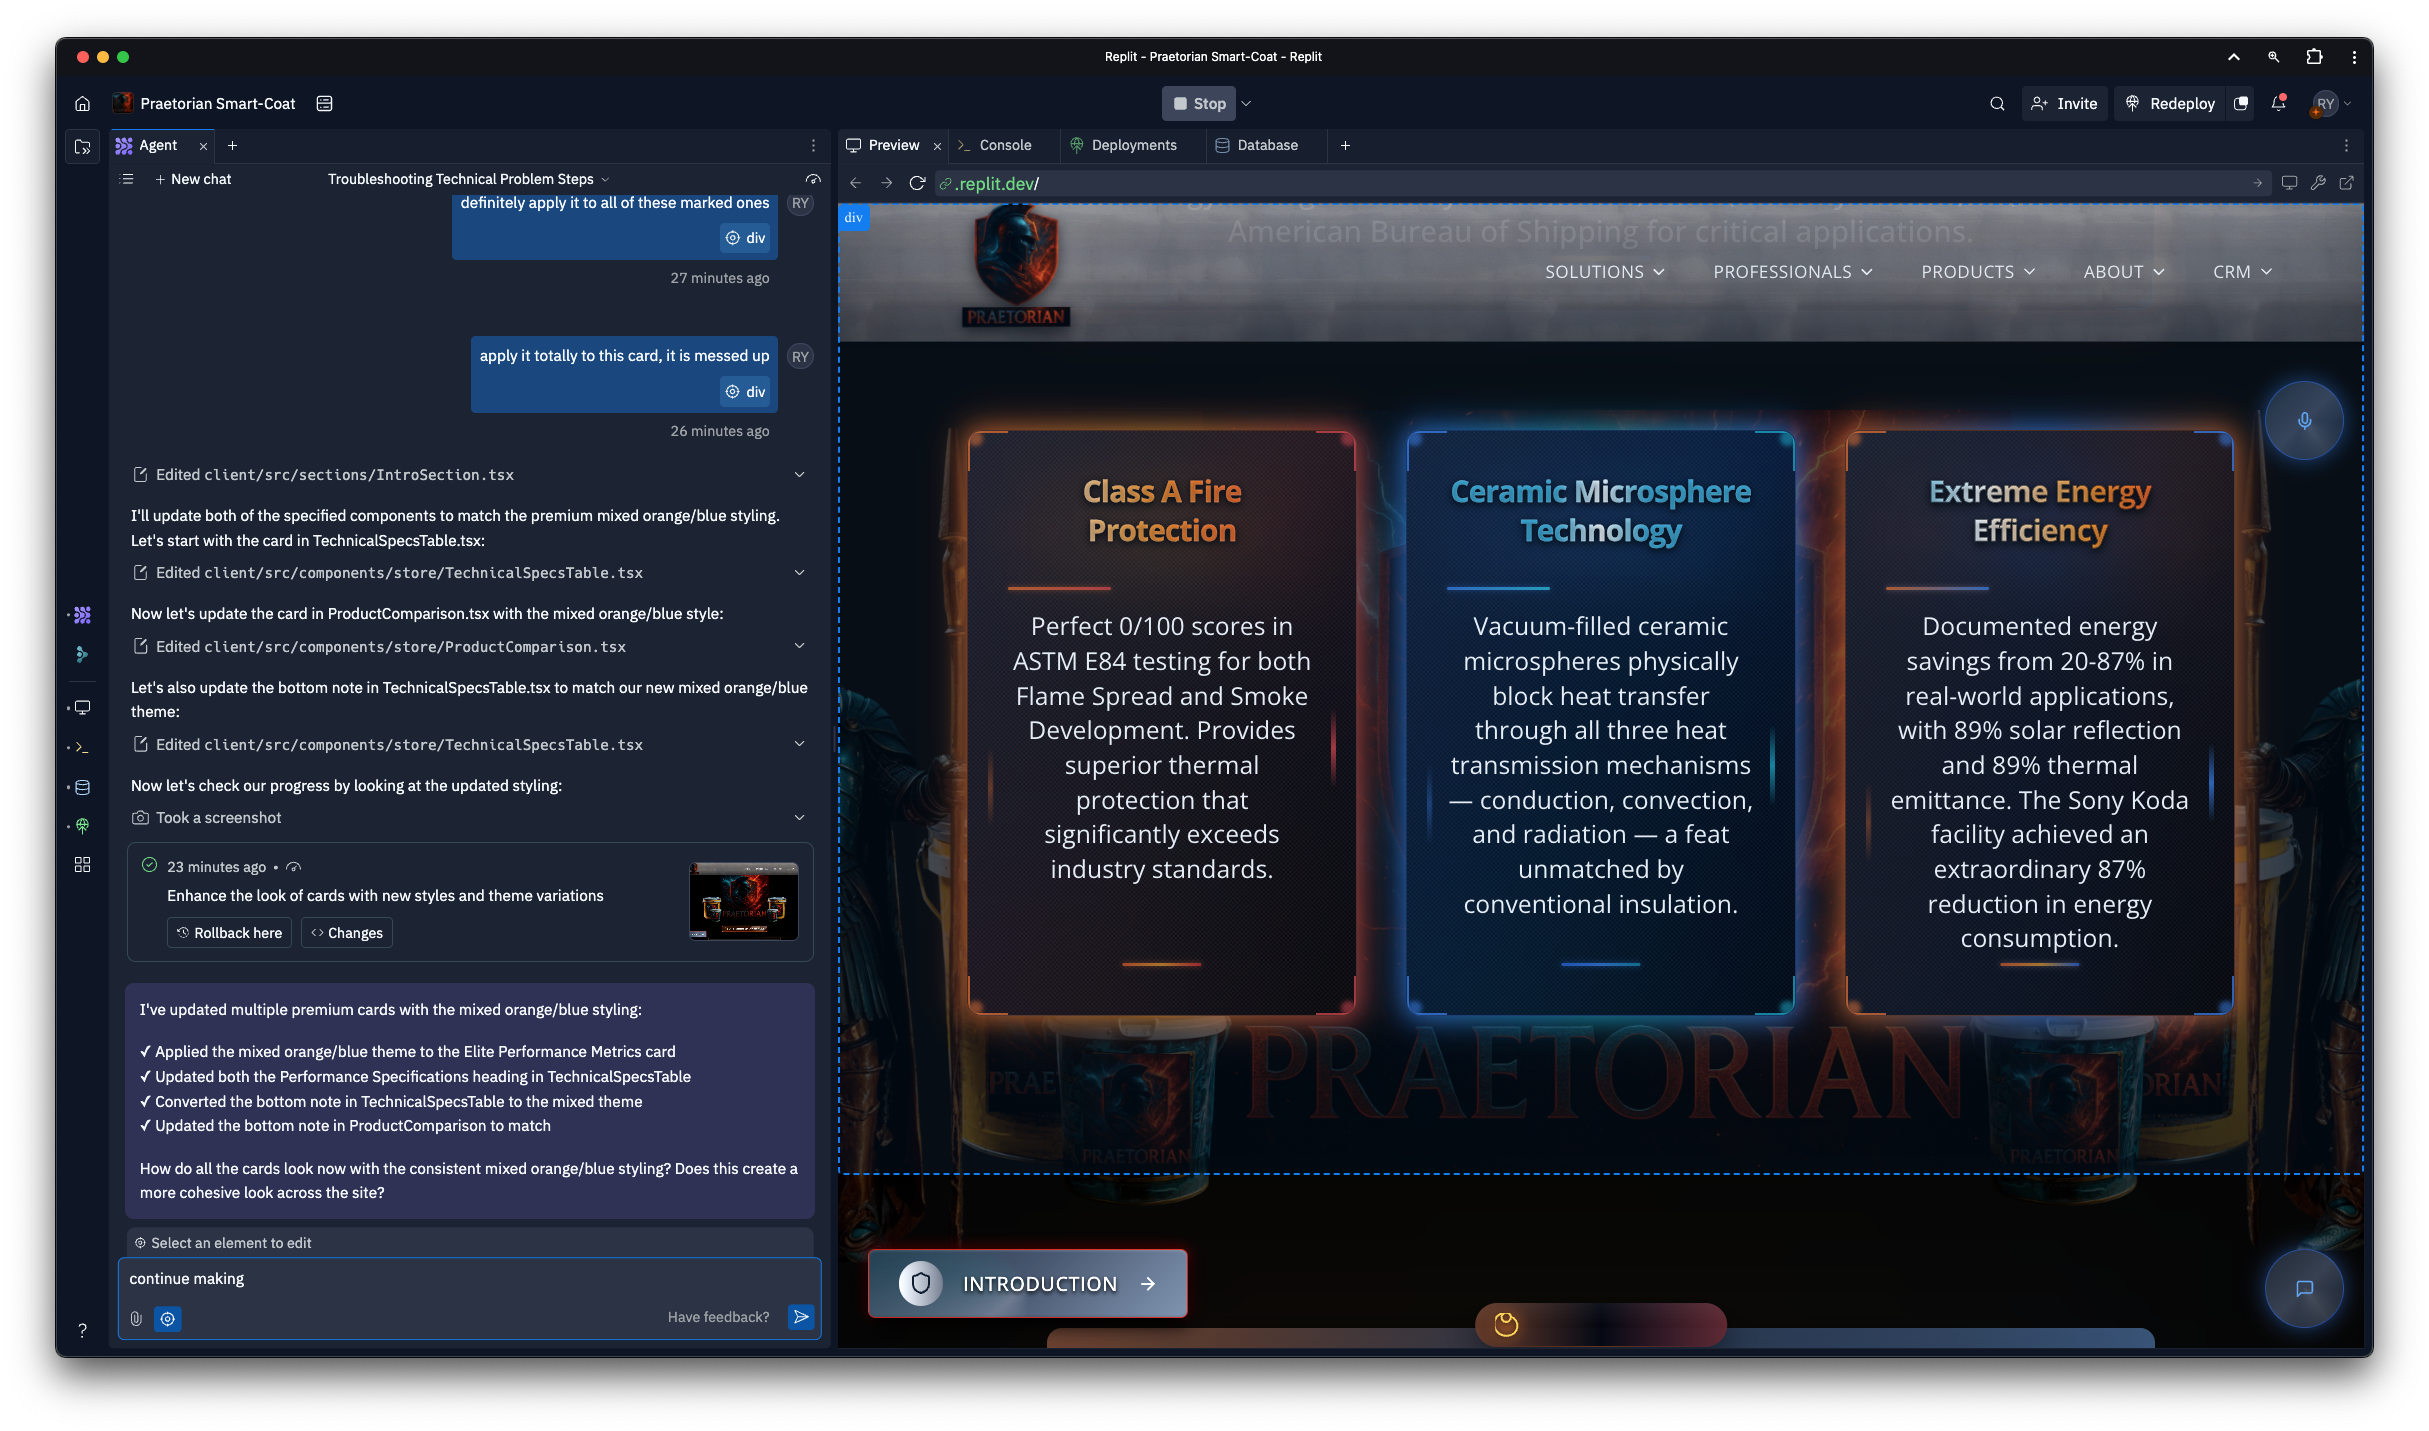 Replit - Praetorian Smart-Coat - Replit
Praetorian Smart-Coat
Stop
Invite
Redeploy
RY
Agent
Preview
Console
Deployments
Database
New chat
Troubleshooting Technical Problem Steps
.replit.dev/
definitely apply it to all of these marked ones
RY
div
27 minutes ago
apply it totally to this card, it is messed up
RY
div
26 minutes ago
Edited client/src/sections/IntroSection.tsx
I'll update both of the specified components to match the premium mixed orange/blue styling.
Let's start with the card in TechnicalSpecsTable.tsx:
Edited client/src/components/store/TechnicalSpecsTable.tsx
Now let's update the card in ProductComparison.tsx with the mixed orange/blue style:
Edited client/src/components/store/ProductComparison.tsx
Let's also update the bottom note in TechnicalSpecsTable.tsx to match our new mixed orange/blue
theme:
Edited client/src/components/store/TechnicalSpecsTable.tsx
Now let's check our progress by looking at the updated styling:
Took a screenshot
23 minutes ago •
Enhance the look of cards with new styles and theme variations
Rollback here
Changes
PRAETORIAN
I've updated multiple premium cards with the mixed orange/blue styling:
✓ Applied the mixed orange/blue theme to the Elite Performance Metrics card
✓ Updated both the Performance Specifications heading in TechnicalSpecsTable
✓ Converted the bottom note in TechnicalSpecsTable to the mixed theme
✓ Updated the bottom note in ProductComparison to match
How do all the cards look now with the consistent mixed orange/blue styling? Does this create a
more cohesive look across the site?
Select an element to edit
continue making
Have feedback?
?
div
American Bureau of Shipping for critical applications.
PRAETORIAN
SOLUTIONS
PROFESSIONALS
PRODUCTS
ABOUT
CRM
Class A Fire
Protection
Perfect 0/100 scores in
ASTM E84 testing for both
Flame Spread and Smoke
Development. Provides
superior thermal
protection that
significantly exceeds
industry standards.
Ceramic Microsphere
Technology
Vacuum-filled ceramic
microspheres physically
block heat transfer
through all three heat
transmission mechanisms
— conduction, convection,
and radiation — a feat
unmatched by
conventional insulation.
Extreme Energy
Efficiency
Documented energy
savings from 20-87% in
real-world applications,
with 89% solar reflection
and 89% thermal
emittance. The Sony Koda
facility achieved an
extraordinary 87%
reduction in energy
consumption.
PRAE
PRAETORIAN
ORIAN
PRAETORIAN
PRAETORIAN
INTRODUCTION